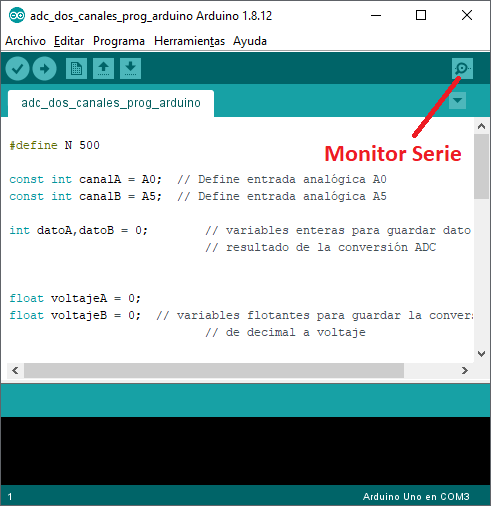 adc_dos_canales_prog_arduino Arduino 1.8.12
Archivo Editar Programa Herramientas Ayuda
adc_dos_canales_prog_arduino
#define N 500
Monitor Serie
const int canalA = A0;  // Define entrada analógica A0
const int canalB = A5;  // Define entrada analógica A5
int datoA,datoB = 0;        // variables enteras para guardar dato
// resultado de la conversión ADC
float voltajeA = 0;
float voltajeB = 0;  // variables flotantes para guardar la conver
// de decimal a voltaje
1
Arduino Uno en COM3